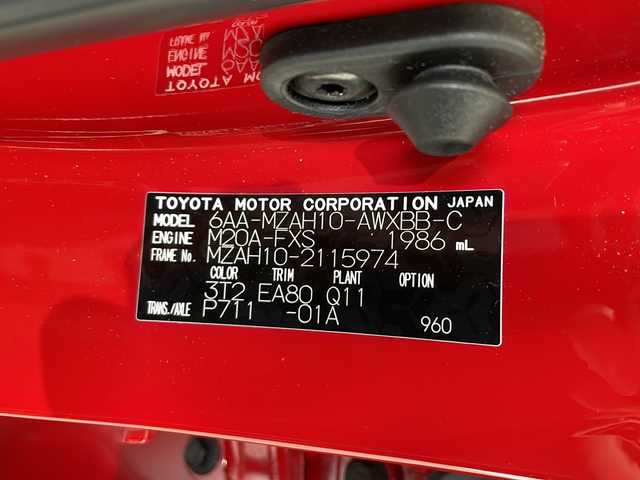 TOYOTA MOTOR CORPORATION JAPAN
MODEL 6AA-MZAH10-AWXBB-C
ENGINE M20A-FXS 1986 mL
FRAME No. MZAH10-2115974
COLOR TRIM PLANT OPTION
3T2 EA80 Q11
TRANS./AXLE P711 -01A
960